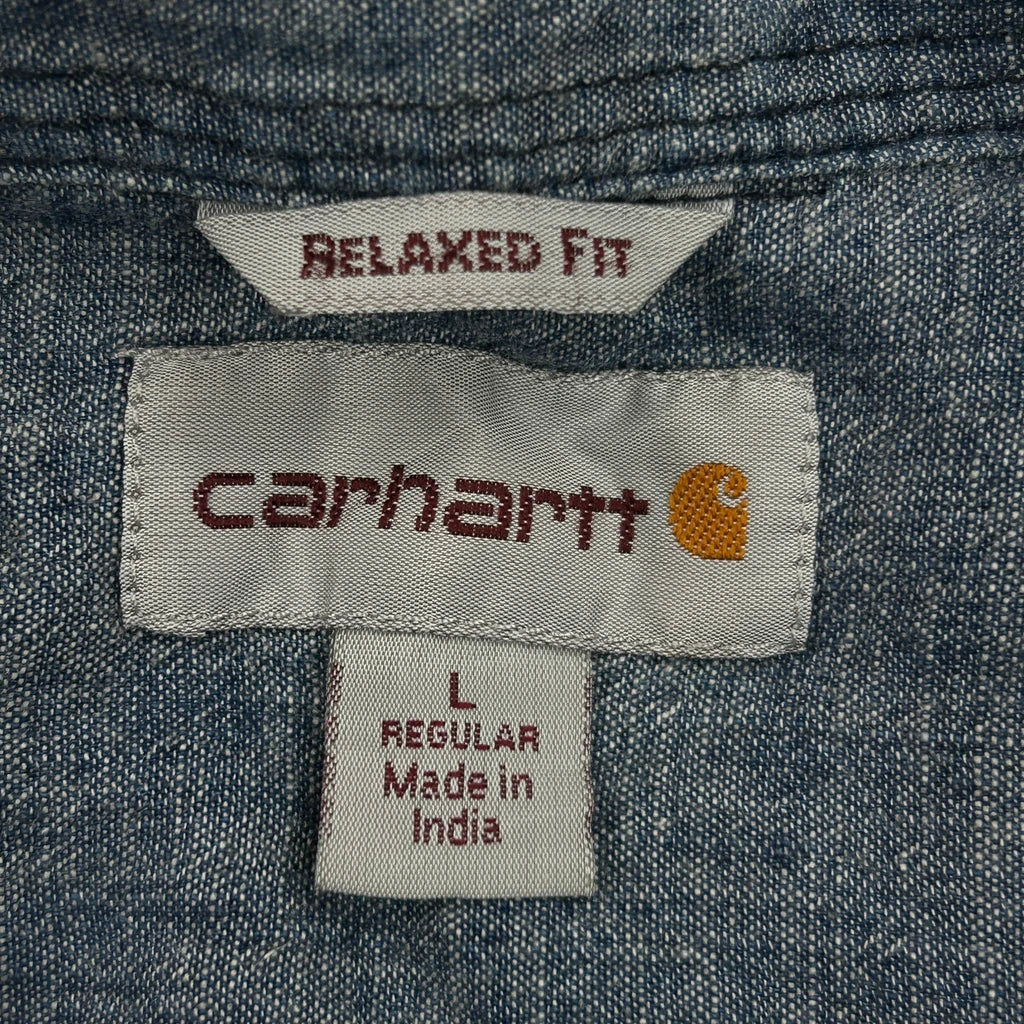 RELAXED FIT
carhartt
L
REGULAR
Made in
India